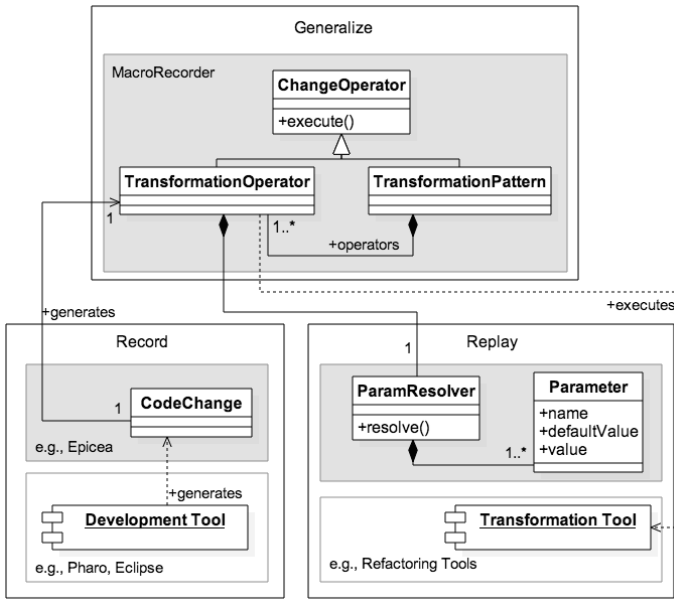 Generalize
MacroRecorder
ChangeOperator
+execute()
TransformationOperator
TransformationPattern
1
1..*
+operators
+generates
+executes
Record
1
Replay
1
CodeChange
e.g., Epicea
ParamResolver
+resolve()
Parameter
+name
+defaultValue
+value
1..*
+generates
Development Tool
e.g., Pharo, Eclipse
Transformation Tool
e.g., Refactoring Tools